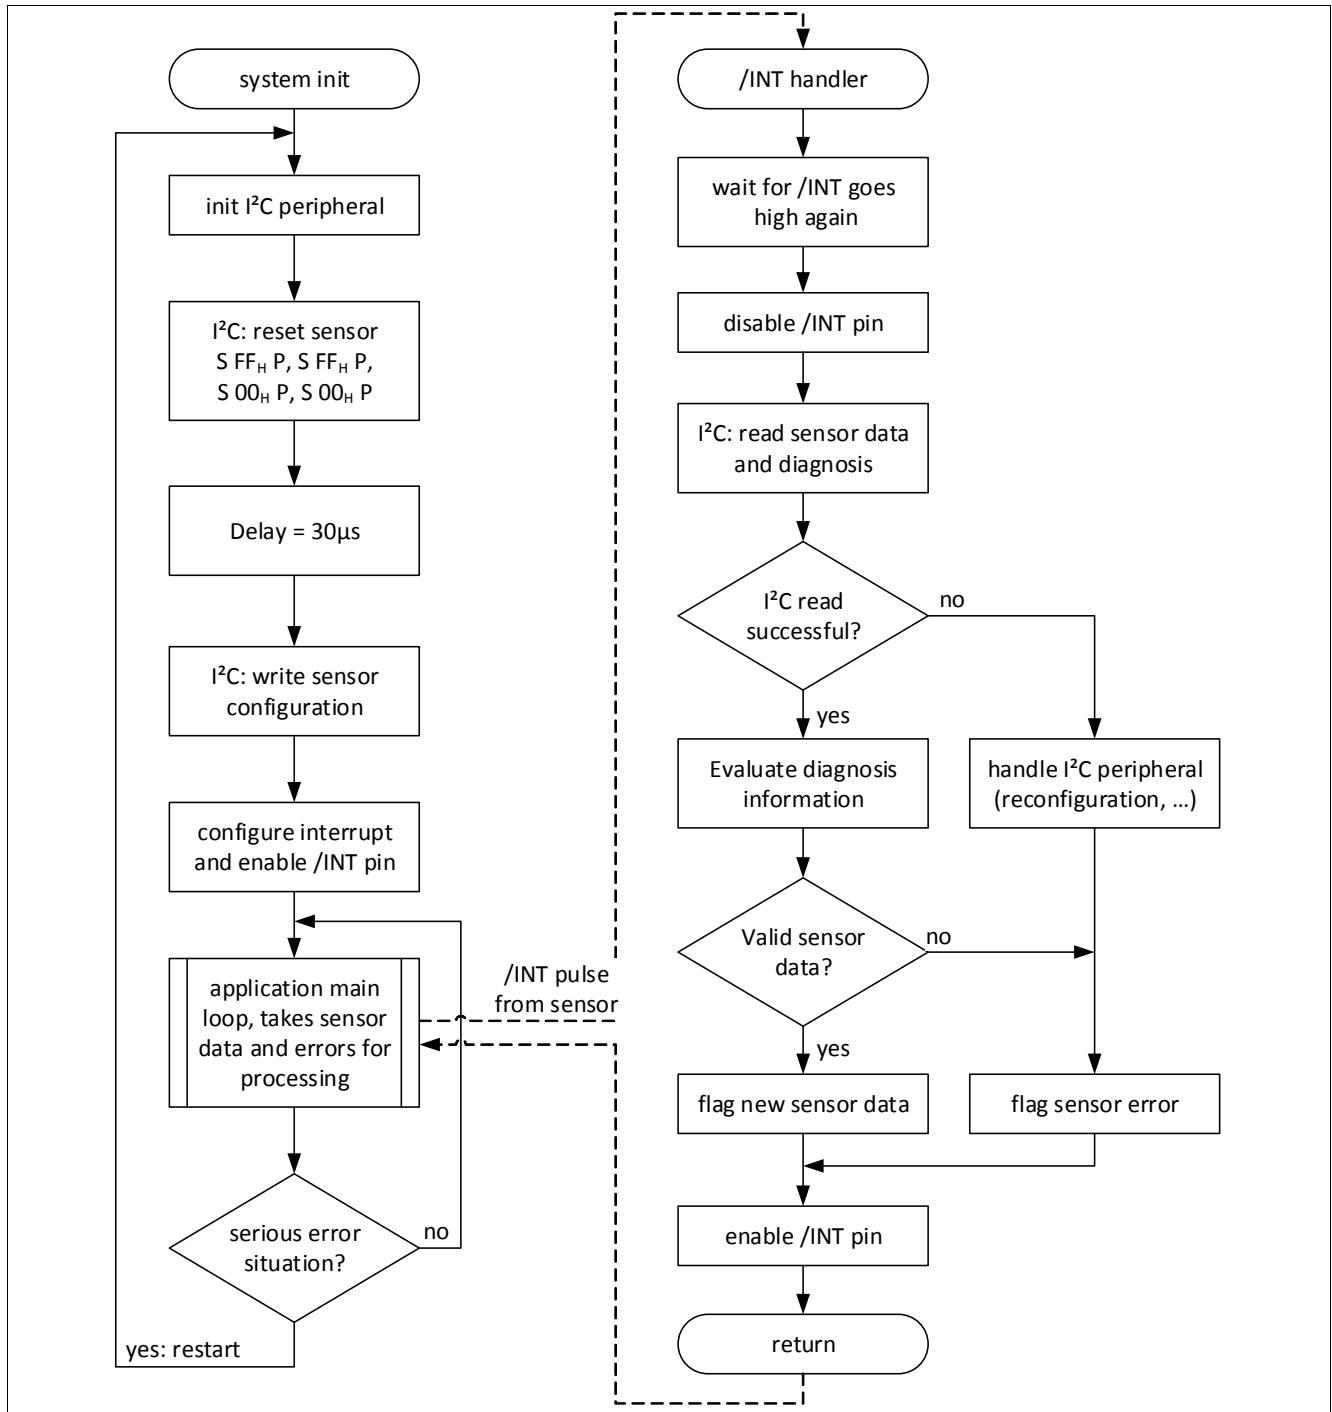 system init
init I²C peripheral
I²C: reset sensor
S FFH P, S FFH P,
S 00H P, S 00H P
Delay = 30µs
I²C: write sensor
configuration
configure interrupt
and enable /INT pin
application main
loop, takes sensor
data and errors for
processing
serious error
situation?
no
yes: restart
/INT pulse
from sensor
/INT handler
wait for /INT goes
high again
disable /INT pin
I²C: read sensor data
and diagnosis
I²C read
successful?
no
yes
Evaluate diagnosis
information
handle I²C peripheral
(reconfiguration, …)
Valid sensor
data?
no
yes
flag new sensor data
flag sensor error
enable /INT pin
return